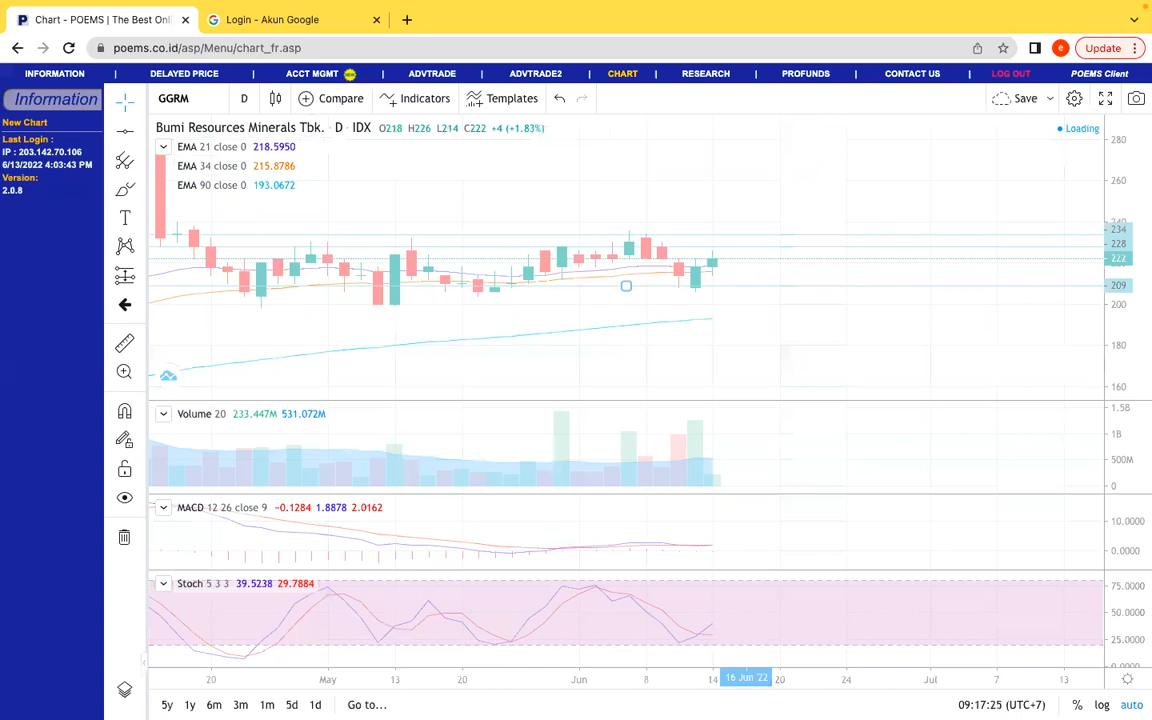 Chart - POEMS | The Best Onl
Login - Akun Google
poems.co.id/asp/Menu/chart_fr.asp
Update
INFORMATION | DELAYED PRICE | ACCT MGMT | ADVTRADE | ADVTRADE2 | CHART | RESEARCH | PROFUNDS | CONTACT US | LOG OUT POEMS Client
Information
New Chart
Last Login :
IP : 203.142.70.106
6/13/2022 4:03:43 PM
Version:
2.0.8
GGRM D Compare Indicators Templates Save
Bumi Resources Minerals Tbk. · D · IDX O218 H226 L214 C222 +4 (+1.83%)
Loading
EMA 21 close 0 218.5950
EMA 34 close 0 215.8786
EMA 90 close 0 193.0672
280
260
240
234
228
222
209
200
180
160
Volume 20 233.447M 531.072M
1.5B
1B
500M
0
MACD 12 26 close 9 −0.1284 1.8878 2.0162
10.0000
0.0000
Stoch 5 3 3 39.5238 29.7884
75.0000
50.0000
25.0000
0.0000
20 May 13 20 Jun 8 14 16 Jun '22 20 24 Jul 7 13
5y 1y 6m 3m 1m 5d 1d Go to... 09:17:25 (UTC+7) % log auto